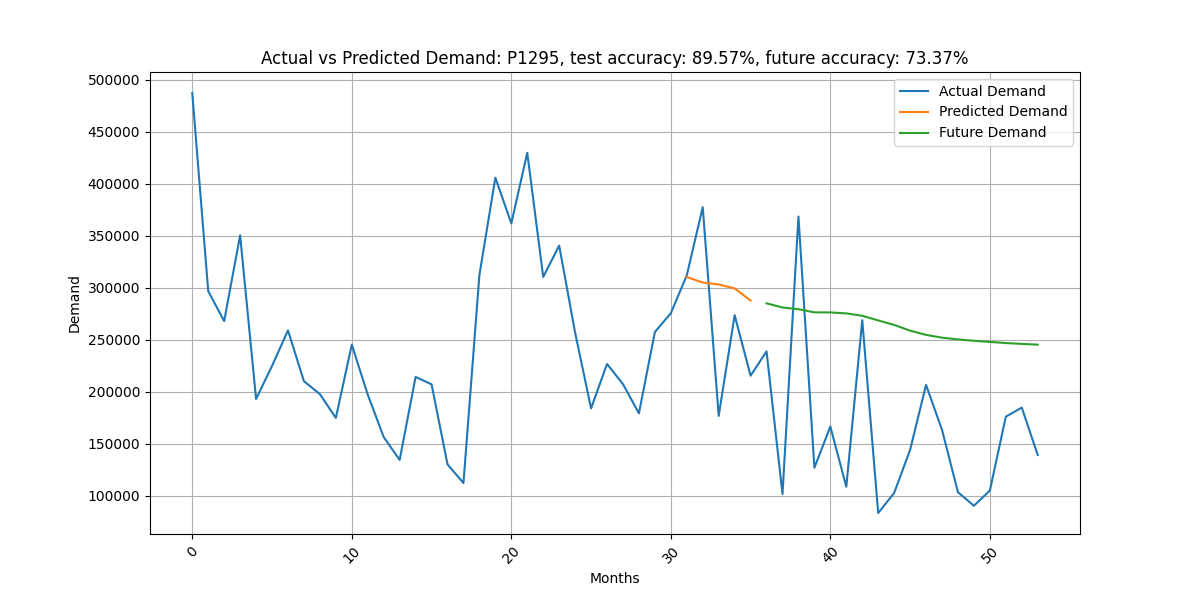 Actual vs Predicted Demand: P1295, test accuracy: 89.57%, future accuracy: 73.37%
Actual Demand
Predicted Demand
Future Demand
500000
450000
400000
350000
300000
250000
200000
150000
100000
Demand
0
10
20
30
40
50
Months